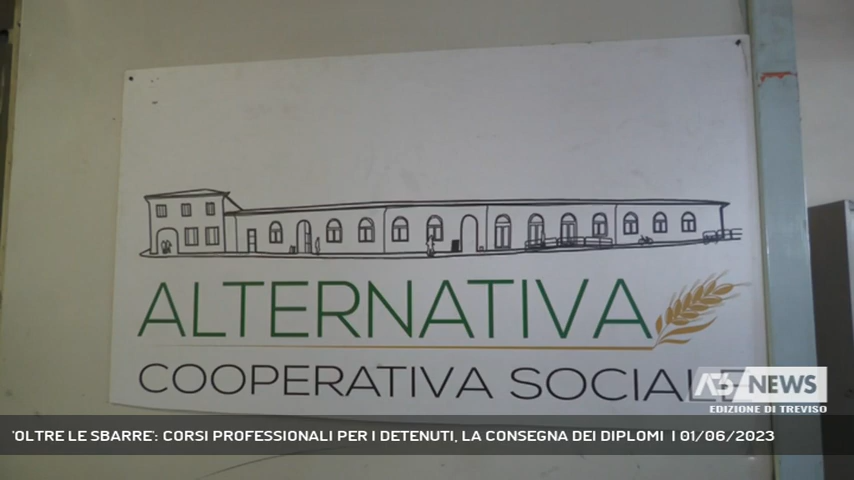 ALTERNATIVA
COOPERATIVA SOCIALE
A3 NEWS
EDIZIONE DI TREVISO
'OLTRE LE SBARRE': CORSI PROFESSIONALI PER I DETENUTI, LA CONSEGNA DEI DIPLOMI | 01/06/2023